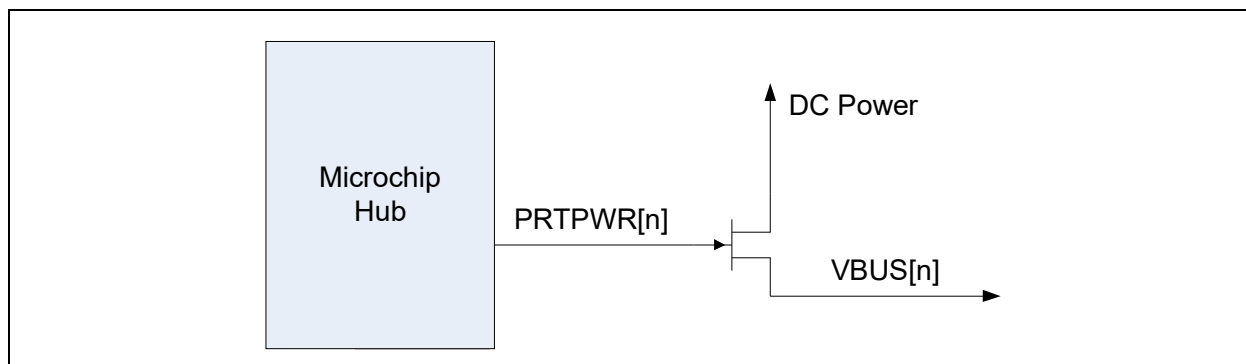 Microchip
Hub
PRTPWR[n]
DC Power
VBUS[n]